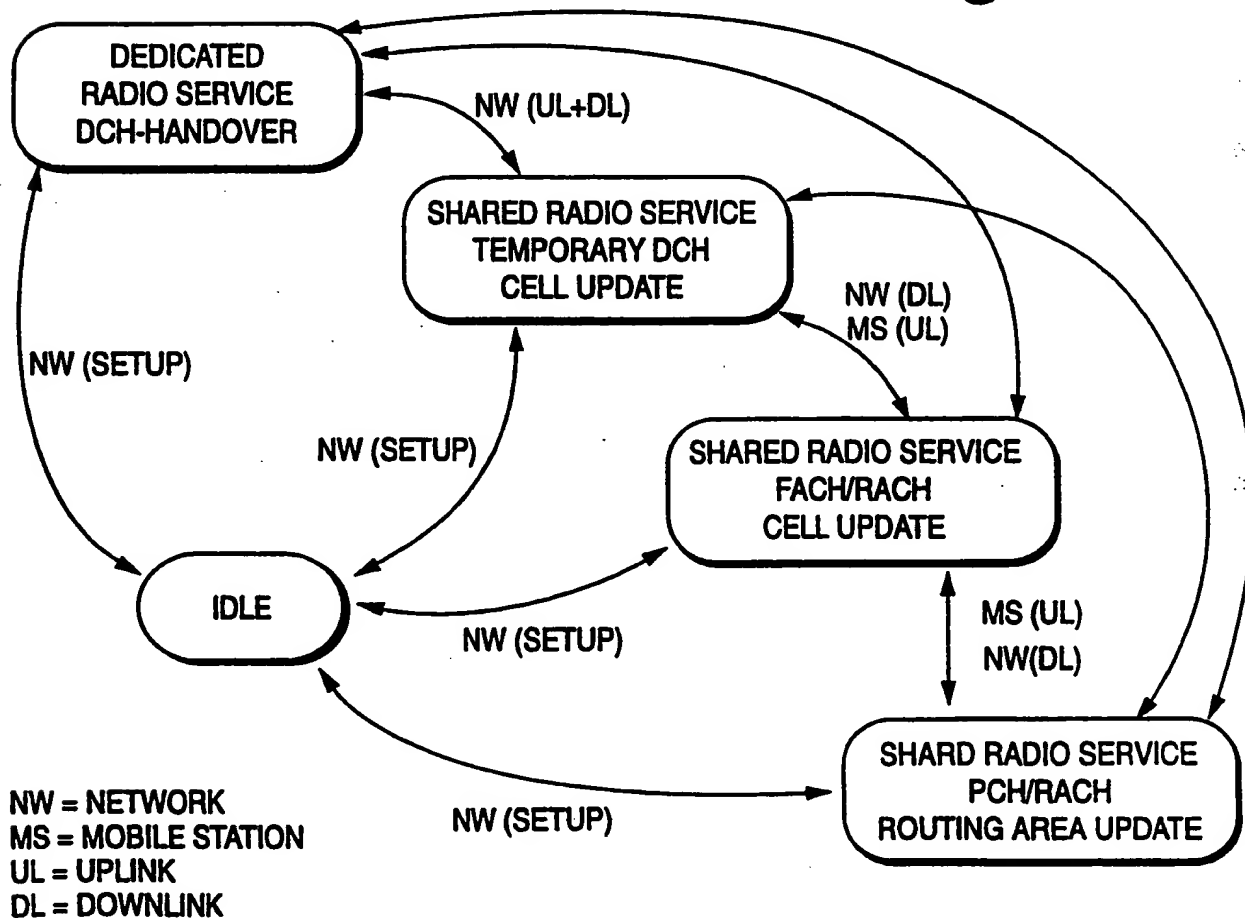 DEDICATED
RADIO SERVICE
DCH-HANDOVER
NW (UL+DL)
SHARED RADIO SERVICE
TEMPORARY DCH
CELL UPDATE
NW (DL)
MS (UL)
NW (SETUP)
NW (SETUP)
SHARED RADIO SERVICE
FACH/RACH
CELL UPDATE
IDLE
NW (SETUP)
MS (UL)
NW(DL)
SHARD RADIO SERVICE
PCH/RACH
ROUTING AREA UPDATE
NW (SETUP)
NW = NETWORK
MS = MOBILE STATION
UL = UPLINK
DL = DOWNLINK